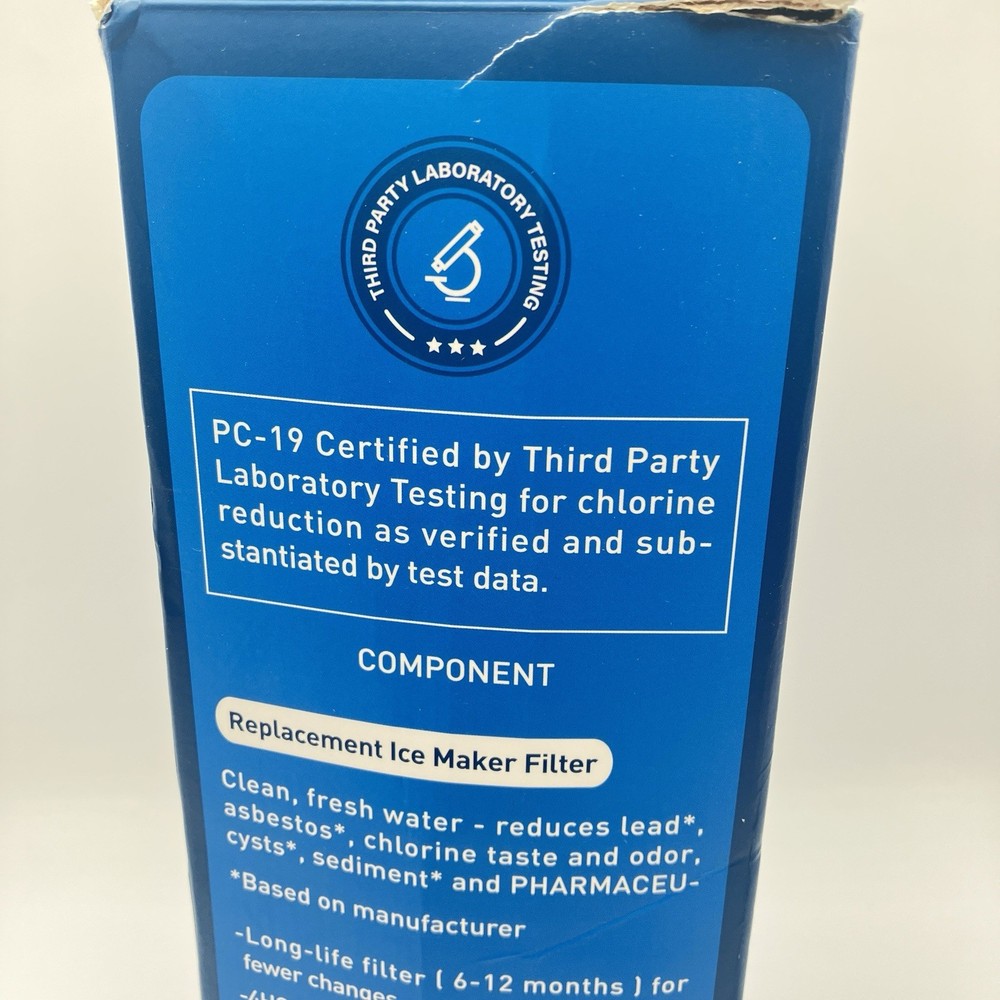 THIRD PARTY LABORATORY TESTING
PC-19 Certified by Third Party
Laboratory Testing for chlorine
reduction as verified and sub-
stantiated by test data.
COMPONENT
Replacement Ice Maker Filter
Clean, fresh water - reduces lead*,
asbestos*, chlorine taste and odor,
cysts*, sediment* and PHARMACEU-
*Based on manufacturer
-Long-life filter ( 6-12 months ) for
fewer changes